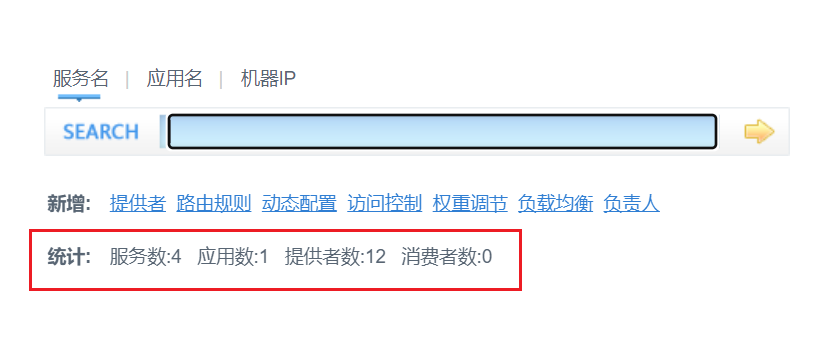 服务名 | 应用名 | 机器IP
SEARCH
新增: 提供者 路由规则 动态配置 访问控制 权重调节 负载均衡 负责人
统计: 服务数:4 应用数:1 提供者数:12 消费者数:0